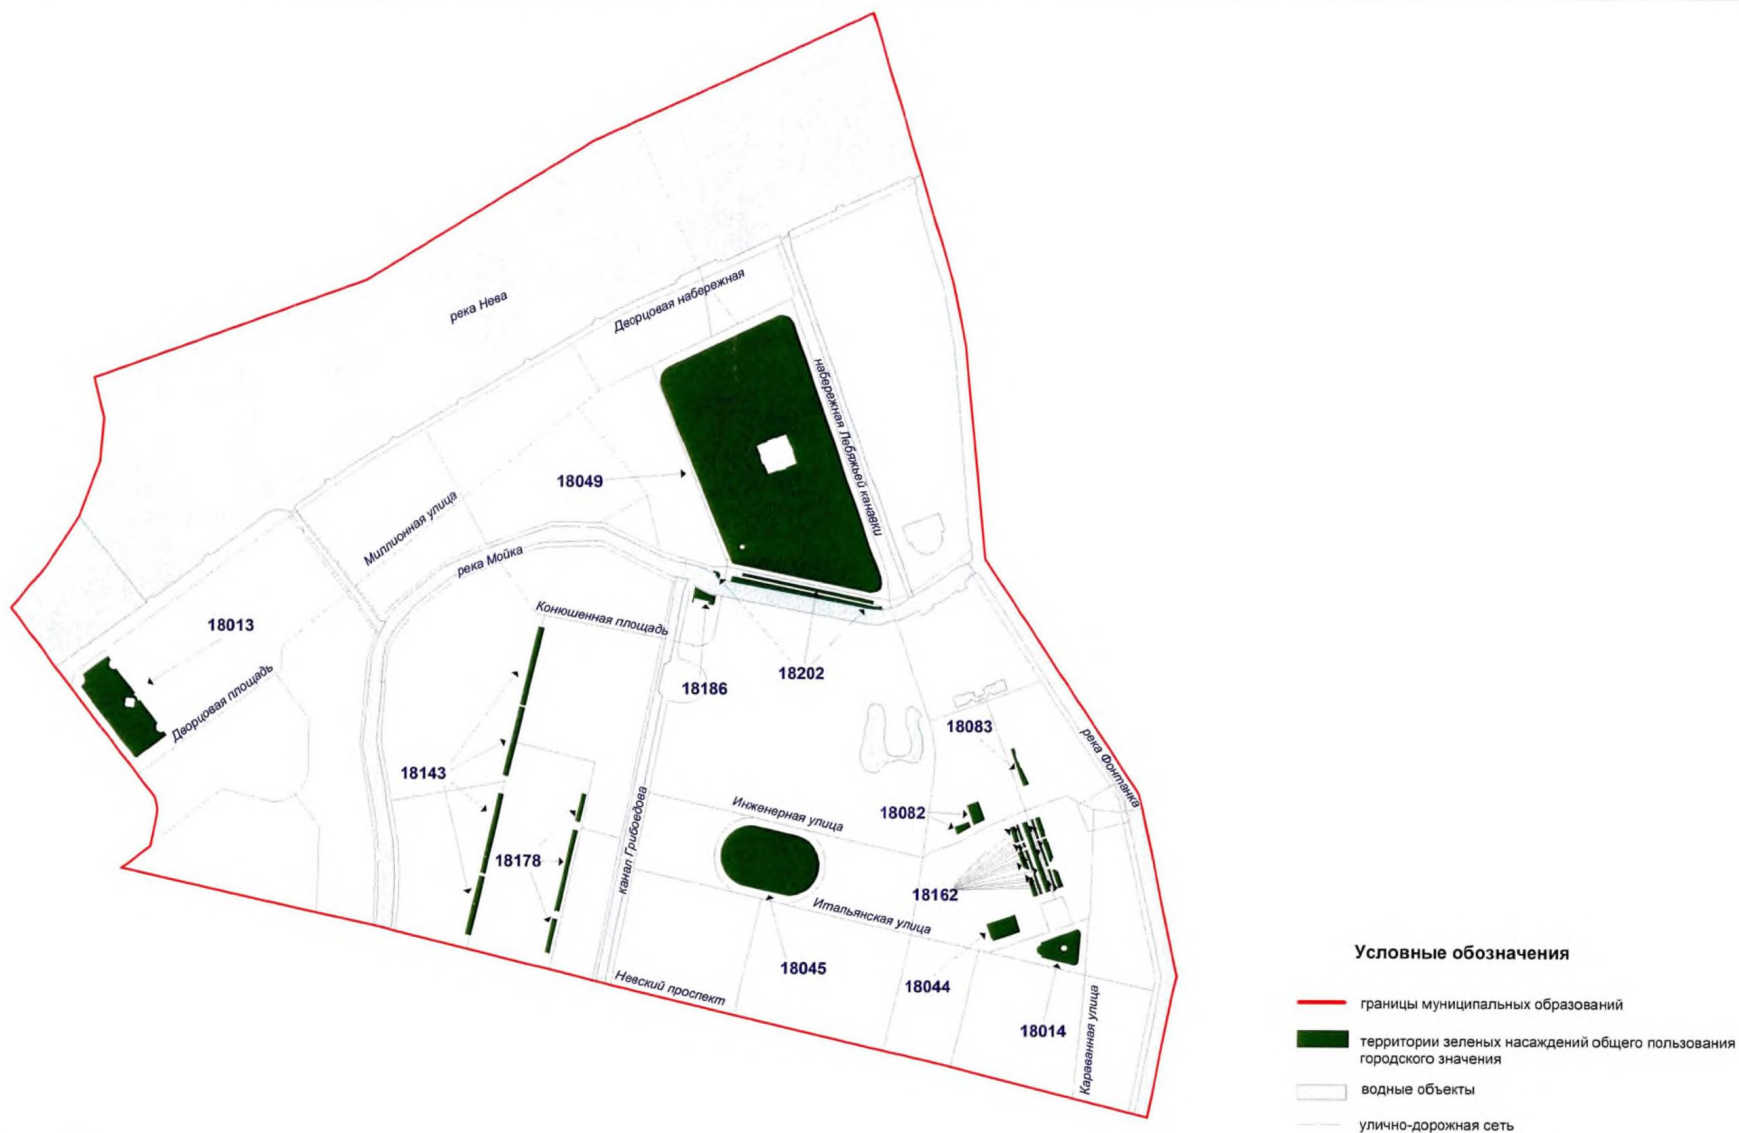 река Нева
Дворцовая набережная
набережная Лебяжьей канавки
18049
Миллионная улица
река Мойка
Конюшенная площадь
18013
Дворцовая площадь
18186
18202
18083
река Фонтанка
18143
18082
Инженерная улица
канал Грибоедова
18178
18162
Итальянская улица
18045
18044
Невский проспект
18014
Караванная улица
Условные обозначения
границы муниципальных образований
территории зеленых насаждений общего пользования
городского значения
водные объекты
улично-дорожная сеть